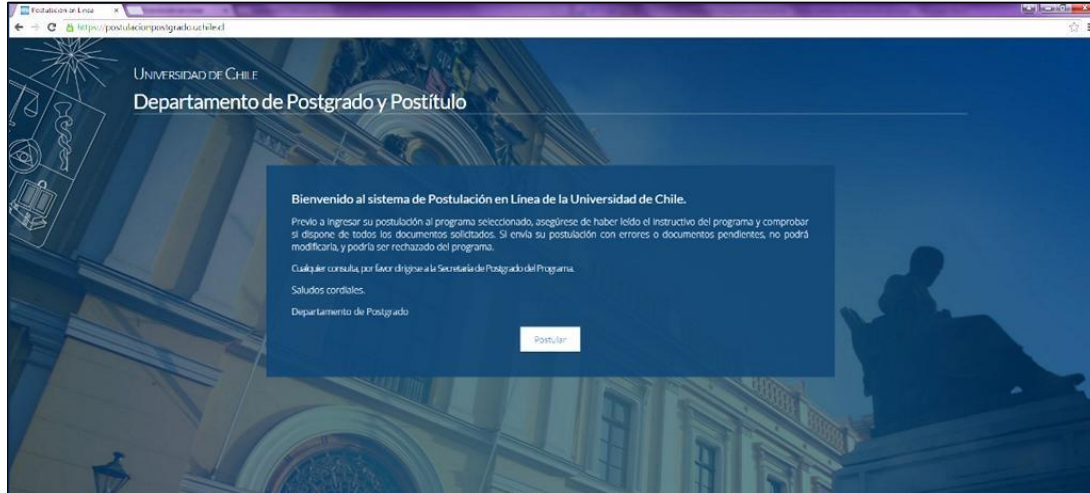 Postulación en Línea
https://postulacionpostgrado.uchile.cl
UNIVERSIDAD DE CHILE
Departamento de Postgrado y Postítulo
Bienvenido al sistema de Postulación en Línea de la Universidad de Chile.
Previo a ingresar su postulación al programa seleccionado, asegúrese de haber leído el instructivo del programa y comprobar
si dispone de todos los documentos solicitados. Si envía su postulación con errores o documentos pendientes, no podrá
modificarla, y podría ser rechazado del programa.
Cualquier consulta, por favor dirigirse a la Secretaría de Postgrado del Programa.
Saludos cordiales.
Departamento de Postgrado
Postular